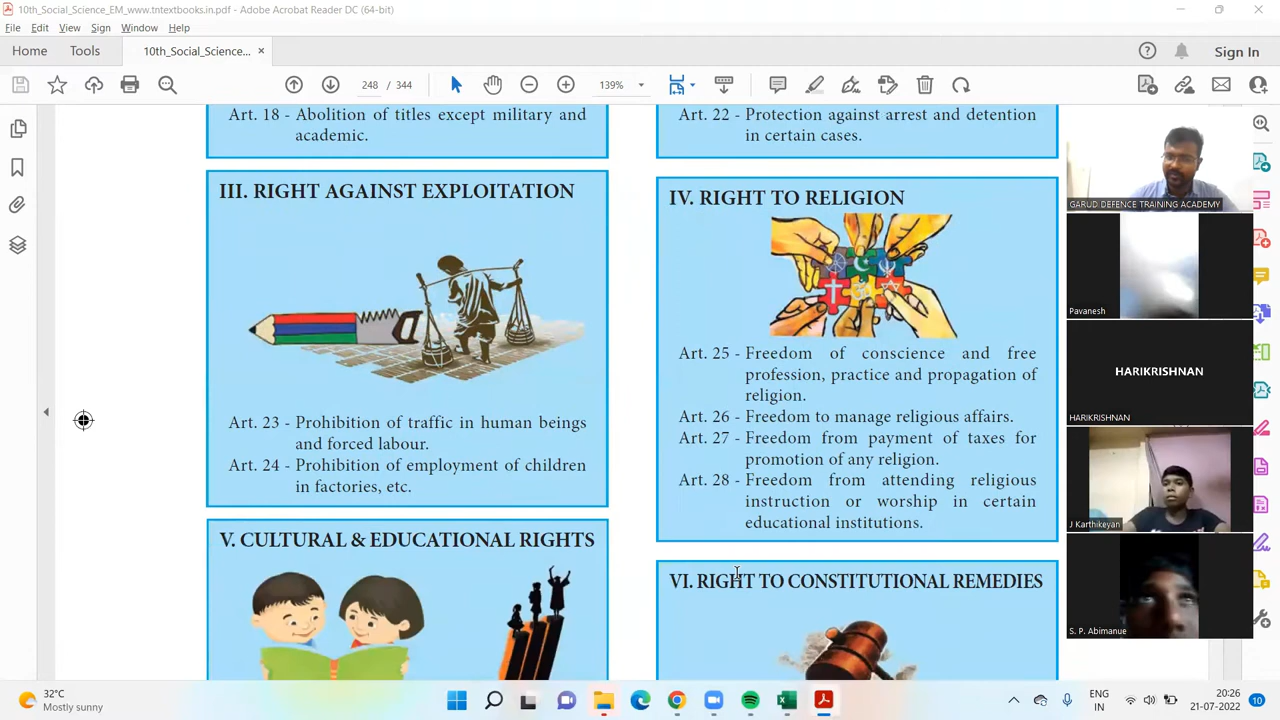 10th_Social_Science_EM_www.tntextbooks.in.pdf - Adobe Acrobat Reader DC (64-bit)
File Edit View Sign Window Help
Home Tools 10th_Social_Science... × Sign In
248 / 344 139%
Art. 18 - Abolition of titles except military and
academic.
Art. 22 - Protection against arrest and detention
in certain cases.
III. RIGHT AGAINST EXPLOITATION
Art. 23 - Prohibition of traffic in human beings
and forced labour.
Art. 24 - Prohibition of employment of children
in factories, etc.
IV. RIGHT TO RELIGION
Art. 25 - Freedom of conscience and free
profession, practice and propagation of
religion.
Art. 26 - Freedom to manage religious affairs.
Art. 27 - Freedom from payment of taxes for
promotion of any religion.
Art. 28 - Freedom from attending religious
instruction or worship in certain
educational institutions.
V. CULTURAL & EDUCATIONAL RIGHTS
VI. RIGHT TO CONSTITUTIONAL REMEDIES
GARUD DEFENCE TRAINING ACADEMY
Pavanesh
HARIKRISHNAN
HARIKRISHNAN
J Karthikeyan
S. P. Abimanue
32°C
Mostly sunny
ENG
IN
20:26
21-07-2022
10